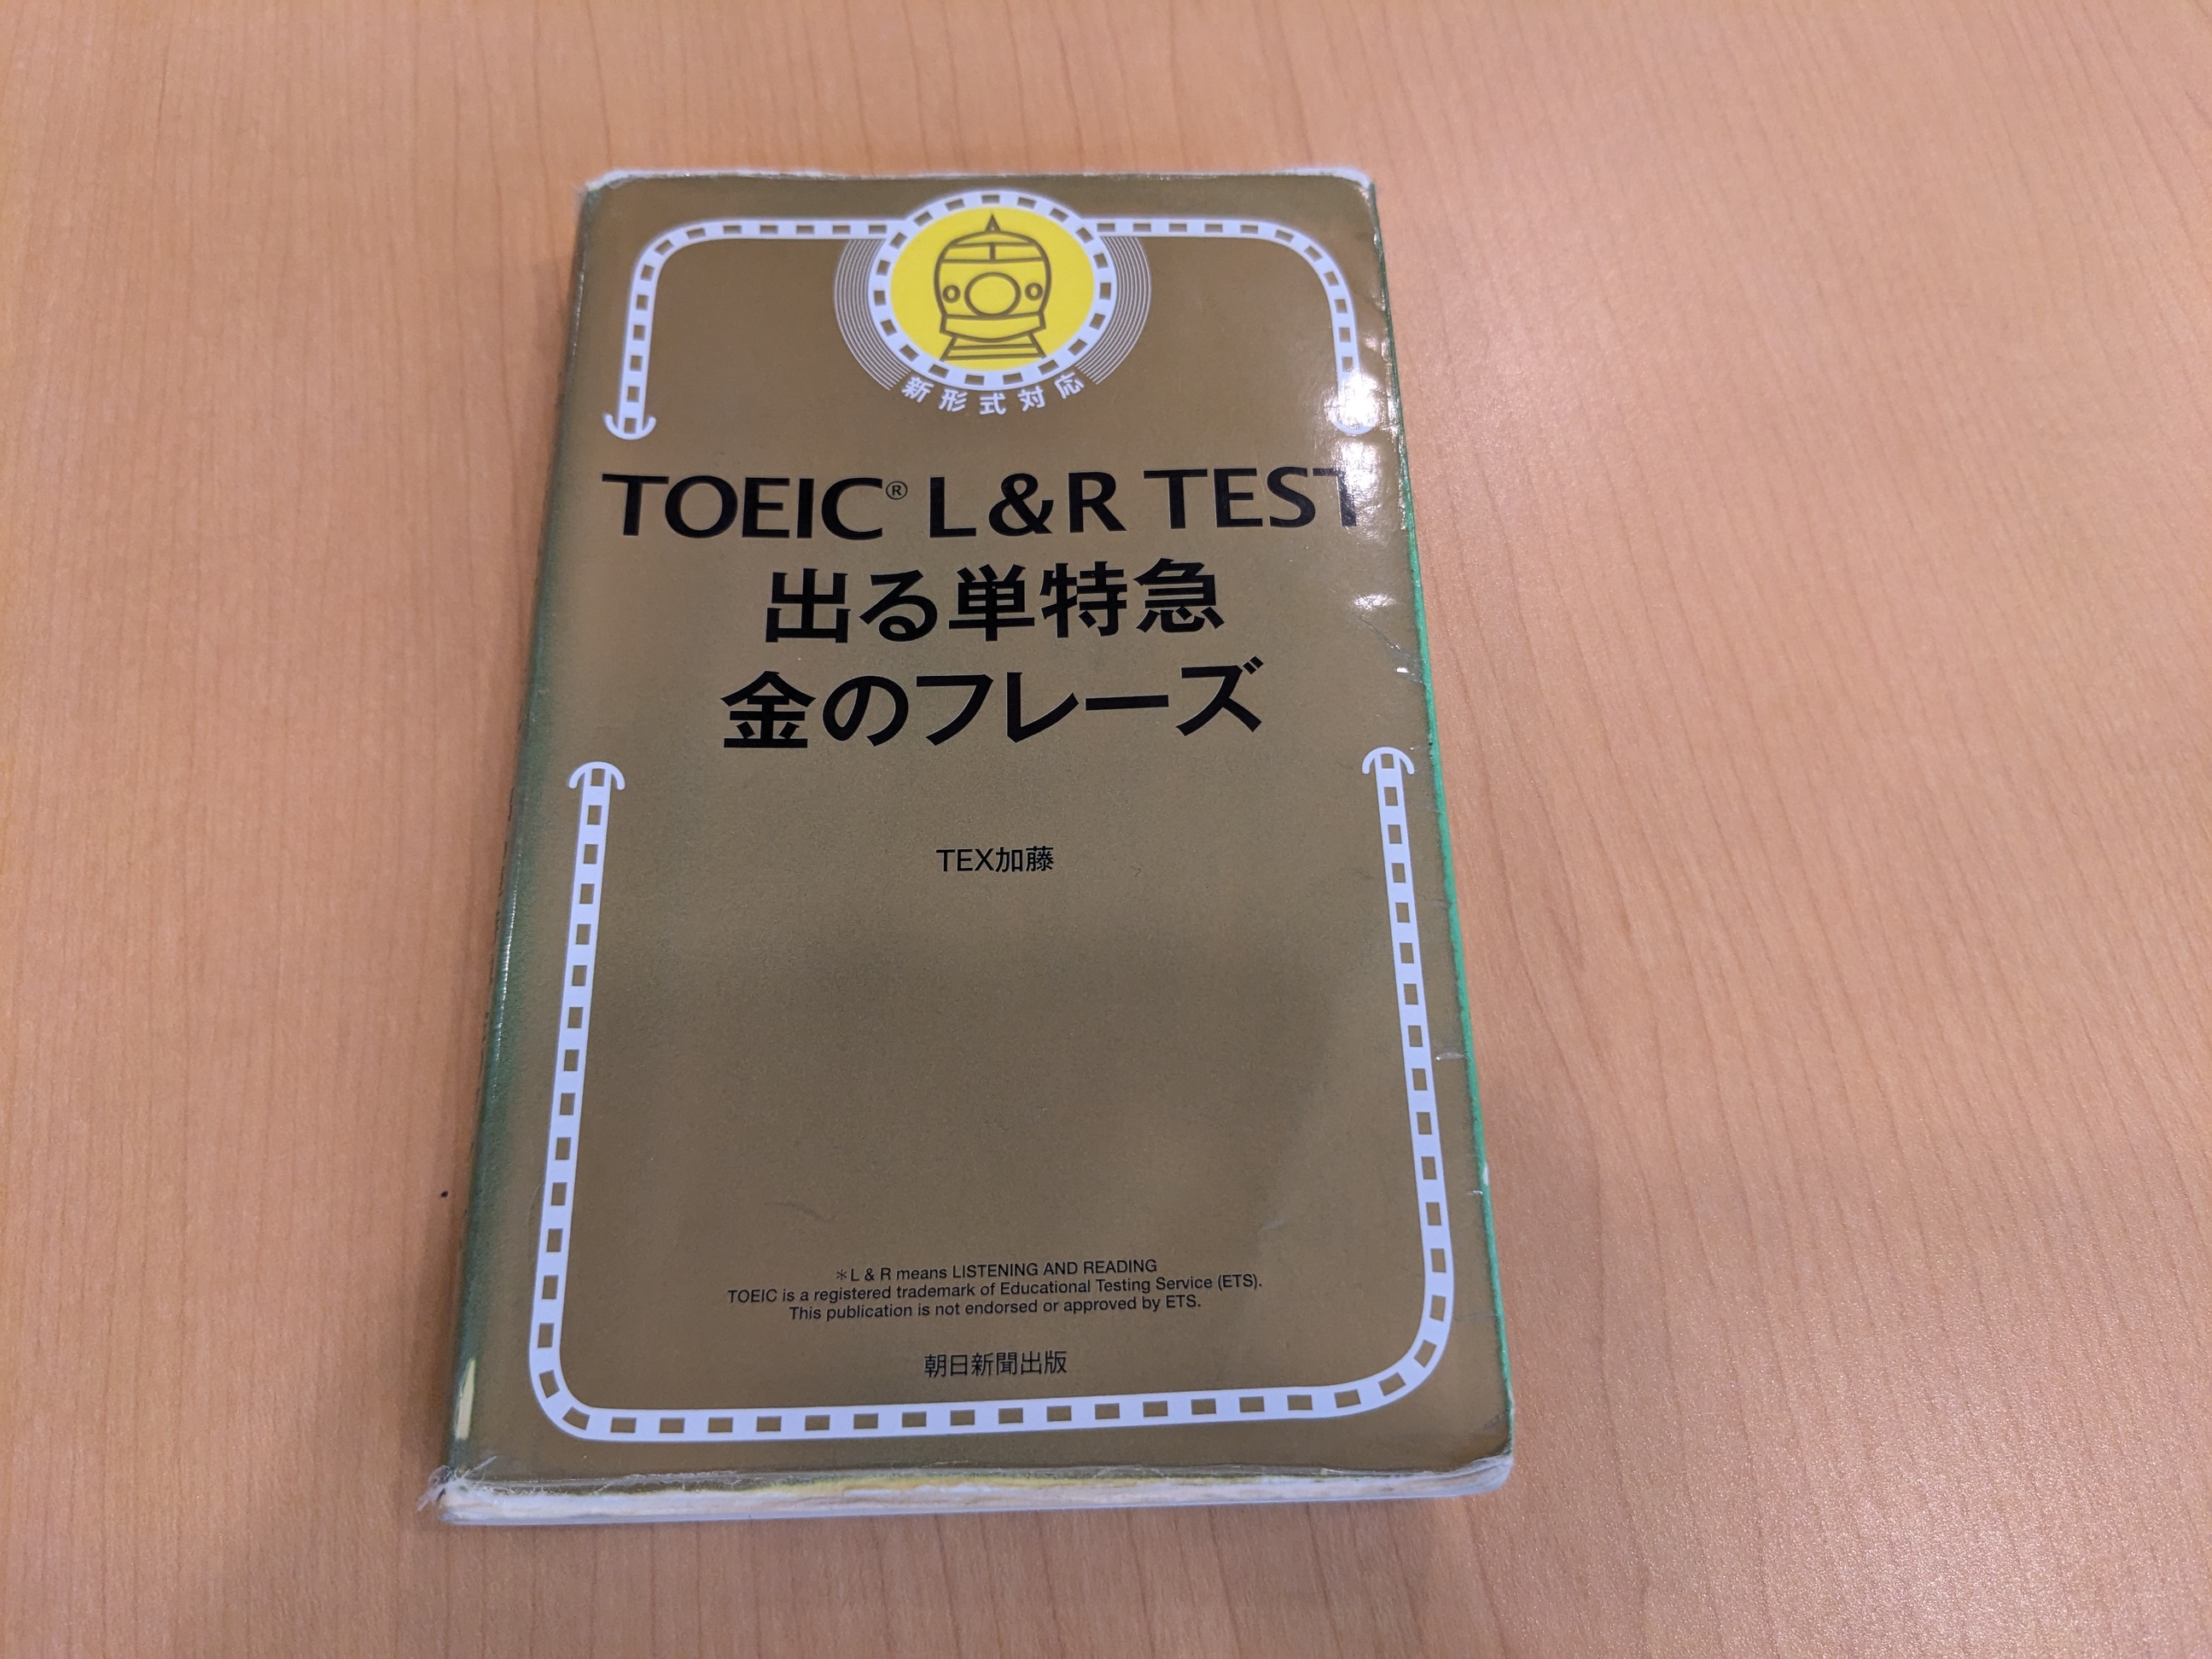 新形式対応
TOEIC® L&R TEST
出る単特急
金のフレーズ
TEX加藤
＊L & R means LISTENING AND READING
TOEIC is a registered trademark of Educational Testing Service (ETS).
This publication is not endorsed or approved by ETS.
朝日新聞出版